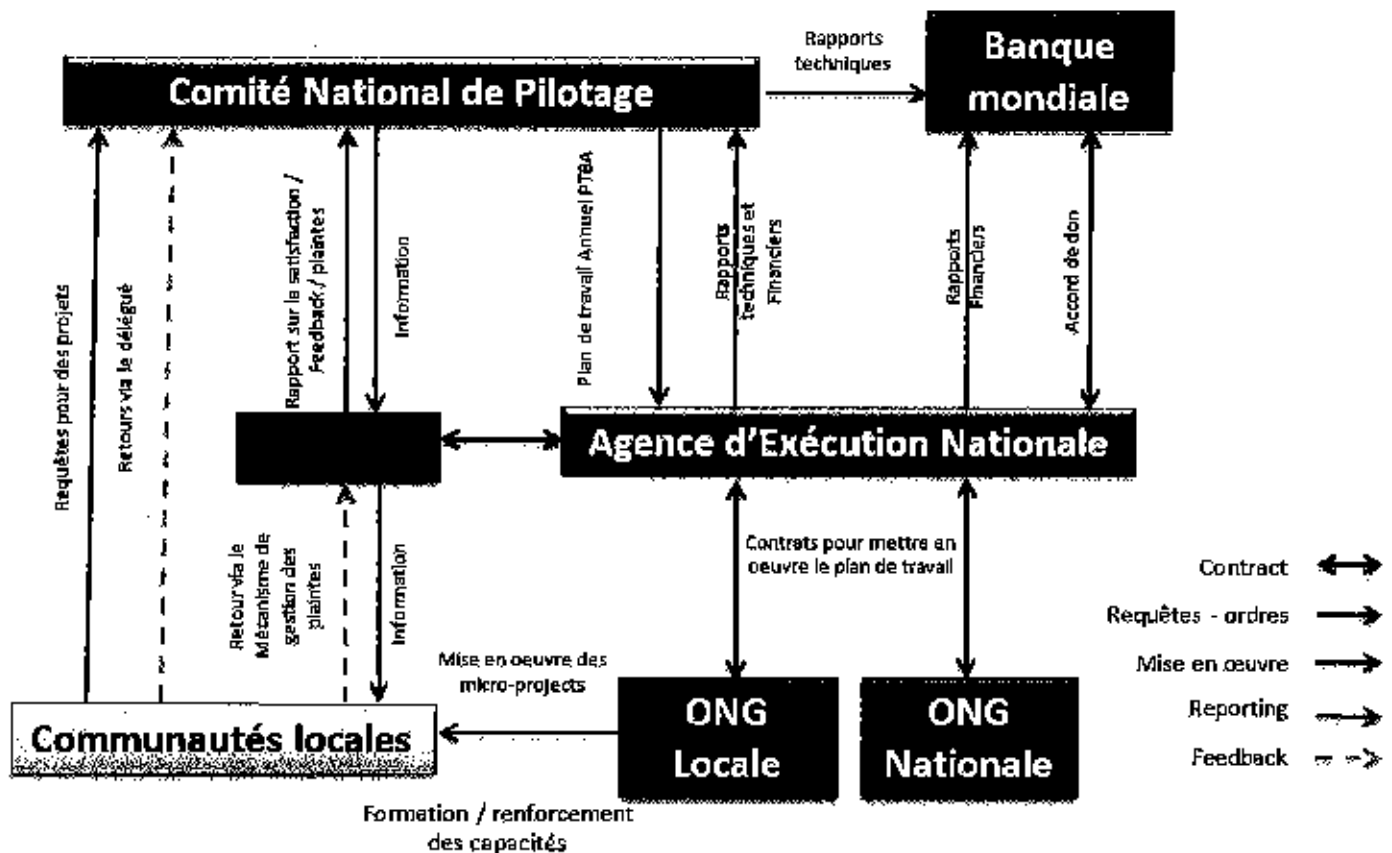 Rapports
techniques
Banque
mondiale
Comité National de Pilotage
Requêtes pour des projets
Retours via le délégué
Rapport sur la satisfaction /
Feedback / plaintes
Information
Plan de travail Annuel PTBA
Rapports
techniques et
Financiers
Rapports
Financiers
Accord de don
Agence d'Exécution Nationale
Retour via le
Mécanisme de
gestion des
plaintes
Information
Contrats pour mettre en
oeuvre le plan de travail
Mise en oeuvre des
micro-projects
Communautés locales
ONG
Locale
ONG
Nationale
Formation / renforcement
des capacités
Contract
Requêtes - ordres
Mise en œuvre
Reporting
Feedback